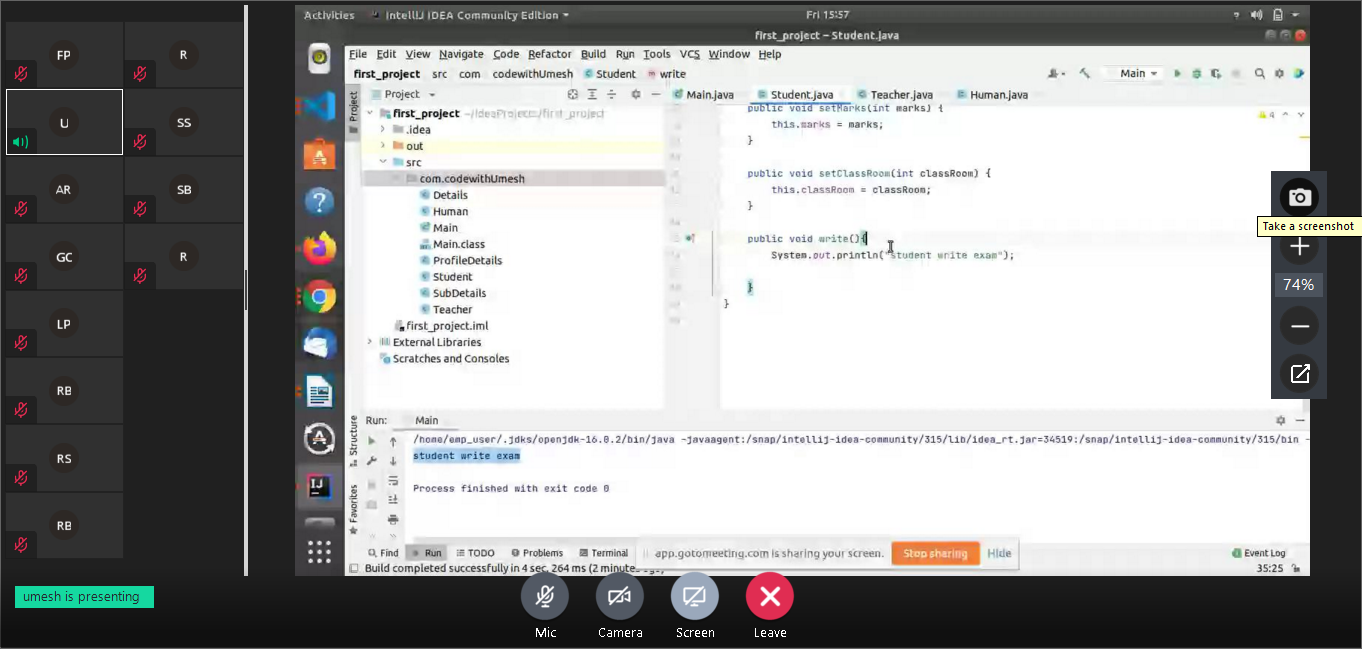 FP
R
U
SS
AR
SB
GC
R
LP
RB
RS
RB
umesh is presenting
Activities
IntelliJ IDEA Community Edition
Fri 15:57
first_project – Student.java
File Edit View Navigate Code Refactor Build Run Tools VCS Window Help
first_project src com codewithUmesh Student write
Main
Project
Project
Main.java
Student.java
Teacher.java
Human.java
first_project ~/IdeaProjects/first_project
.idea
out
src
com.codewithUmesh
Details
Human
Main
Main.class
ProfileDetails
Student
SubDetails
Teacher
first_project.iml
External Libraries
Scratches and Consoles
public void setMarks(int marks) {
this.marks = marks;
}
public void setClassRoom(int classRoom) {
this.classRoom = classRoom;
}
public void write(){
System.out.println("student write exam");
}
}
4
Structure
Favorites
Run: Main
/home/emp_user/.jdks/openjdk-16.0.2/bin/java -javaagent:/snap/intellij-idea-community/315/lib/idea_rt.jar=34519:/snap/intellij-idea-community/315/bin -
student write exam
Process finished with exit code 0
Find Run TODO Problems Terminal
app.gotomeeting.com is sharing your screen.
Stop sharing
Hide
Event Log
Build completed successfully in 4 sec, 264 ms (2 minute
35:25
Take a screenshot
74%
Mic
Camera
Screen
Leave